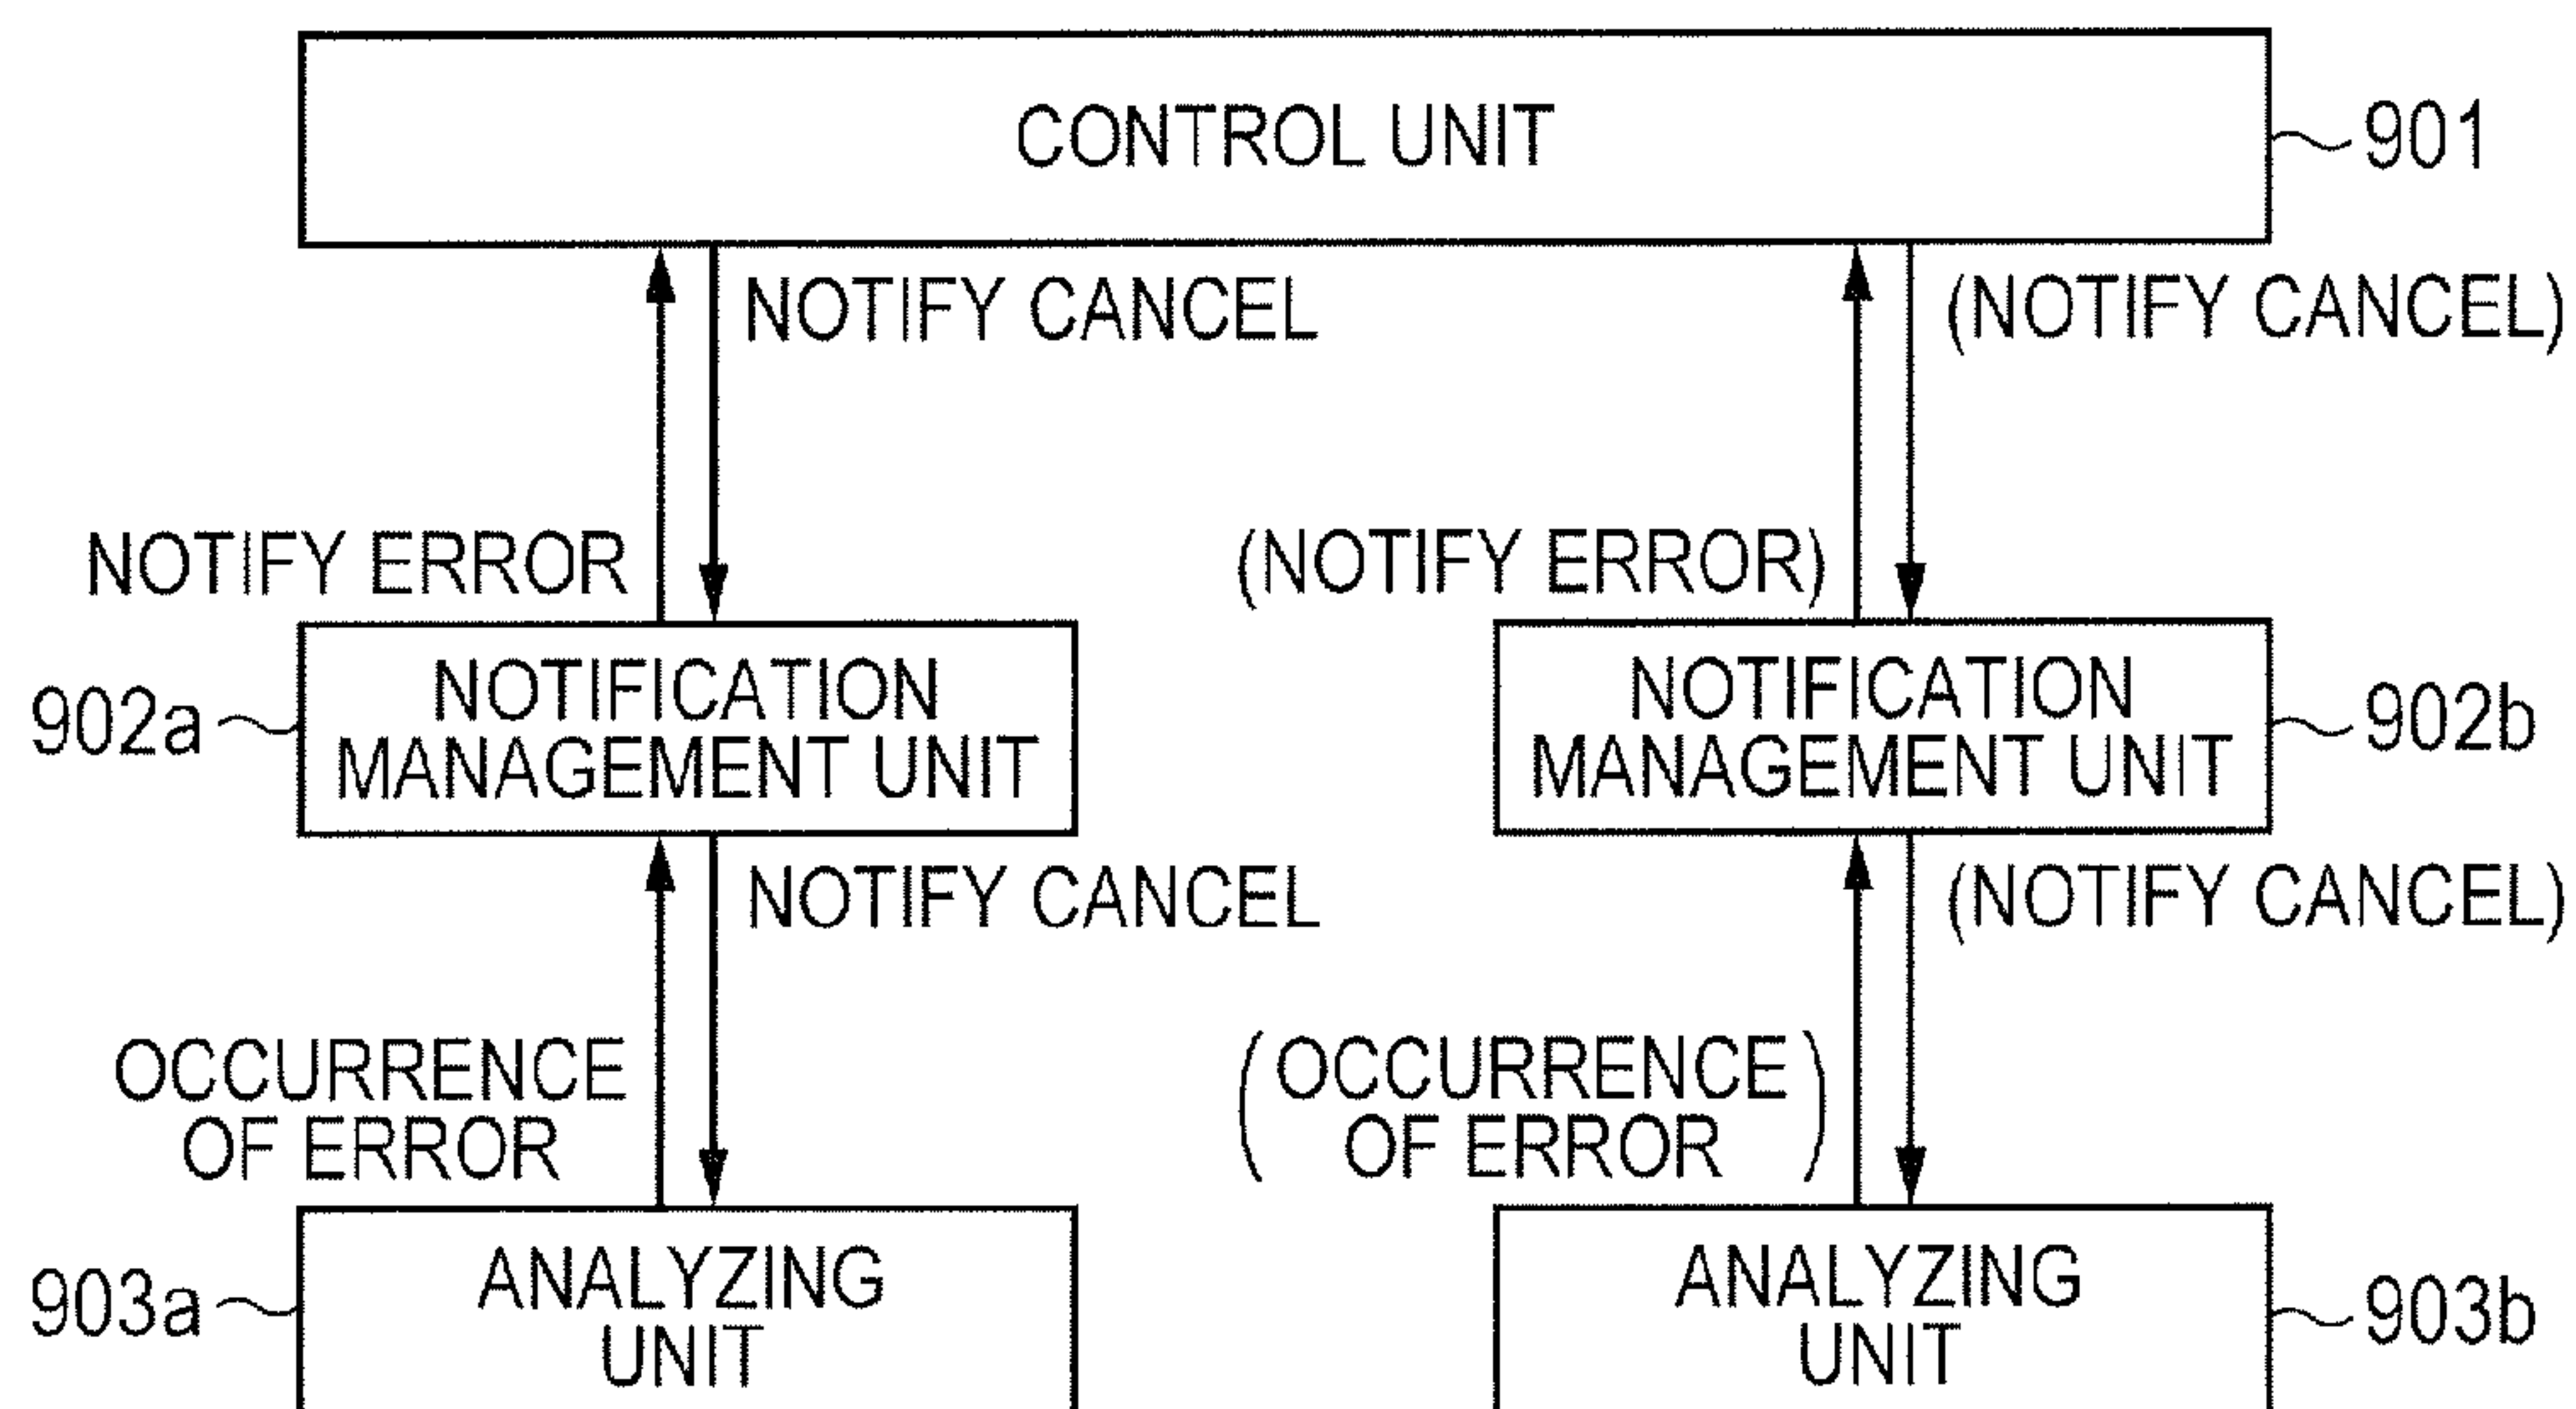 CONTROL UNIT
901
NOTIFY CANCEL
(NOTIFY CANCEL)
NOTIFY ERROR
(NOTIFY ERROR)
902a
NOTIFICATION
MANAGEMENT UNIT
NOTIFICATION
MANAGEMENT UNIT
902b
NOTIFY CANCEL
(NOTIFY CANCEL)
OCCURRENCE
OF ERROR
(OCCURRENCE
OF ERROR)
903a
ANALYZING
UNIT
ANALYZING
UNIT
903b